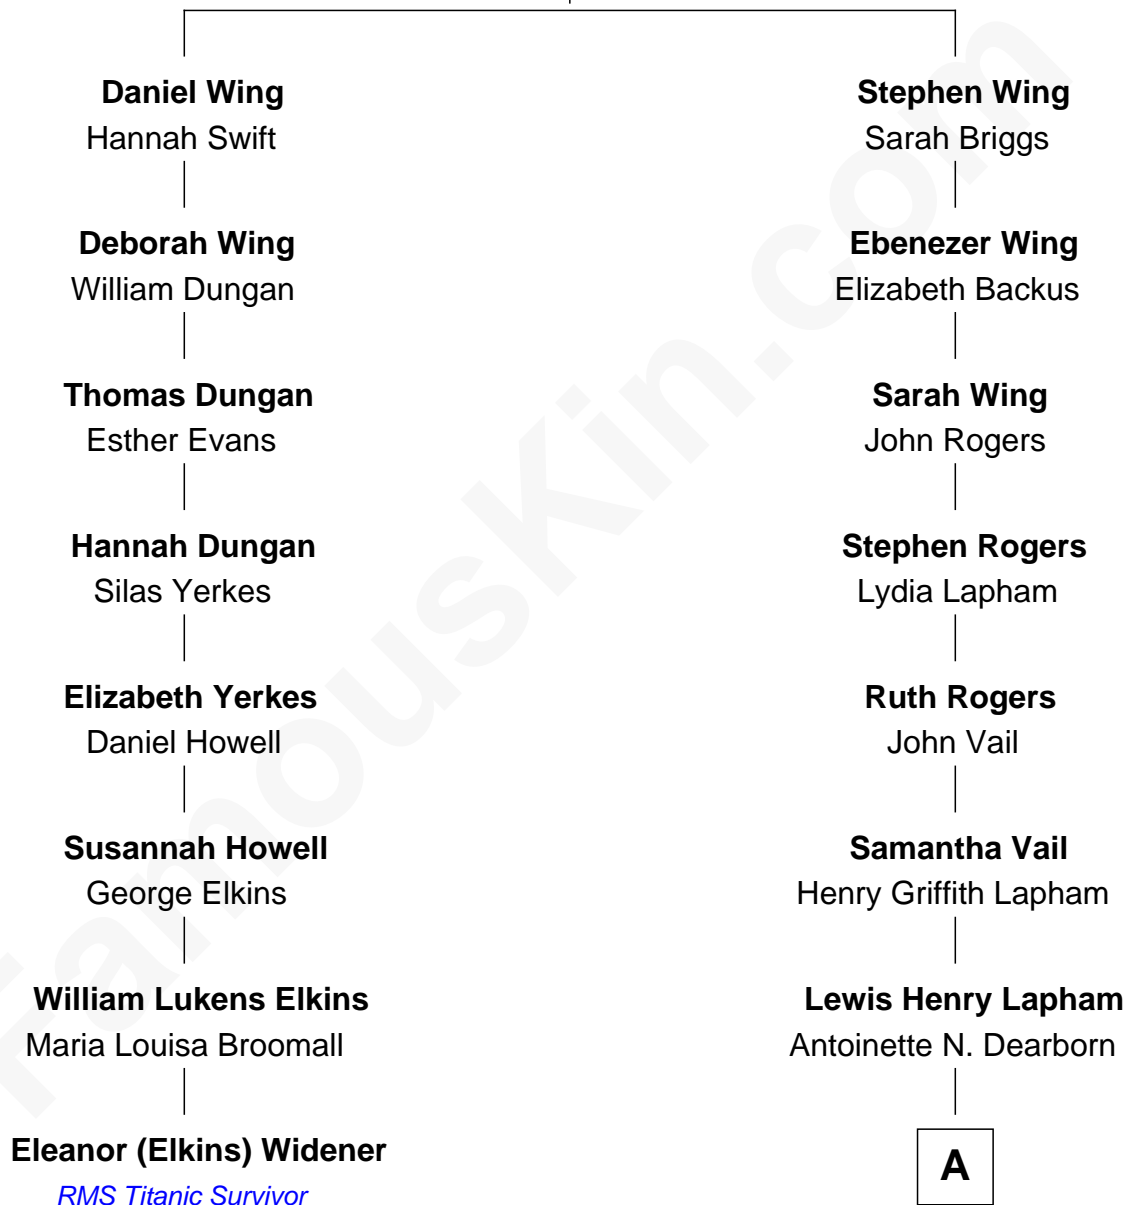 Daniel Wing
Hannah Swift
Deborah Wing
William Dungan
Thomas Dungan
Esther Evans
Hannah Dungan
Silas Yerkes
Elizabeth Yerkes
Daniel Howell
Susannah Howell
George Elkins
William Lukens Elkins
Maria Louisa Broomall
Eleanor (Elkins) Widener
RMS Titanic Survivor
Stephen Wing
Sarah Briggs
Ebenezer Wing
Elizabeth Backus
Sarah Wing
John Rogers
Stephen Rogers
Lydia Lapham
Ruth Rogers
John Vail
Samantha Vail
Henry Griffith Lapham
Lewis Henry Lapham
Antoinette N. Dearborn
A
FamousKin.com